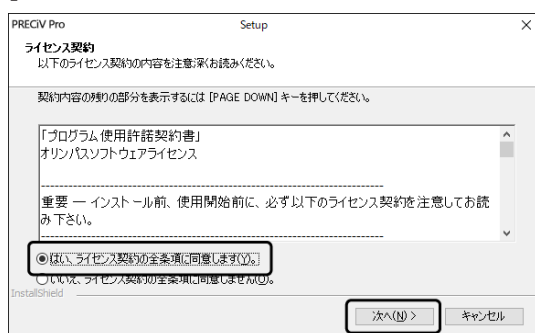 PRECiV Pro
Setup
ライセンス契約
以下のライセンス契約の内容を注意深くお読みください。
契約内容の残りの部分を表示するには [PAGE DOWN] キーを押してください。
「プログラム使用許諾契約書」
オリンパスソフトウェアライセンス
--------------------------------------------------------------------
重要 ― インストール前、使用開始前に、必ず以下のライセンス契約を注意してお読
み下さい。
--------------------------------------------------------------------
はい、ライセンス契約の全条項に同意します(Y)。
いいえ、ライセンス契約の全条項に同意しません(O)。
InstallShield
次へ(N) >
キャンセル